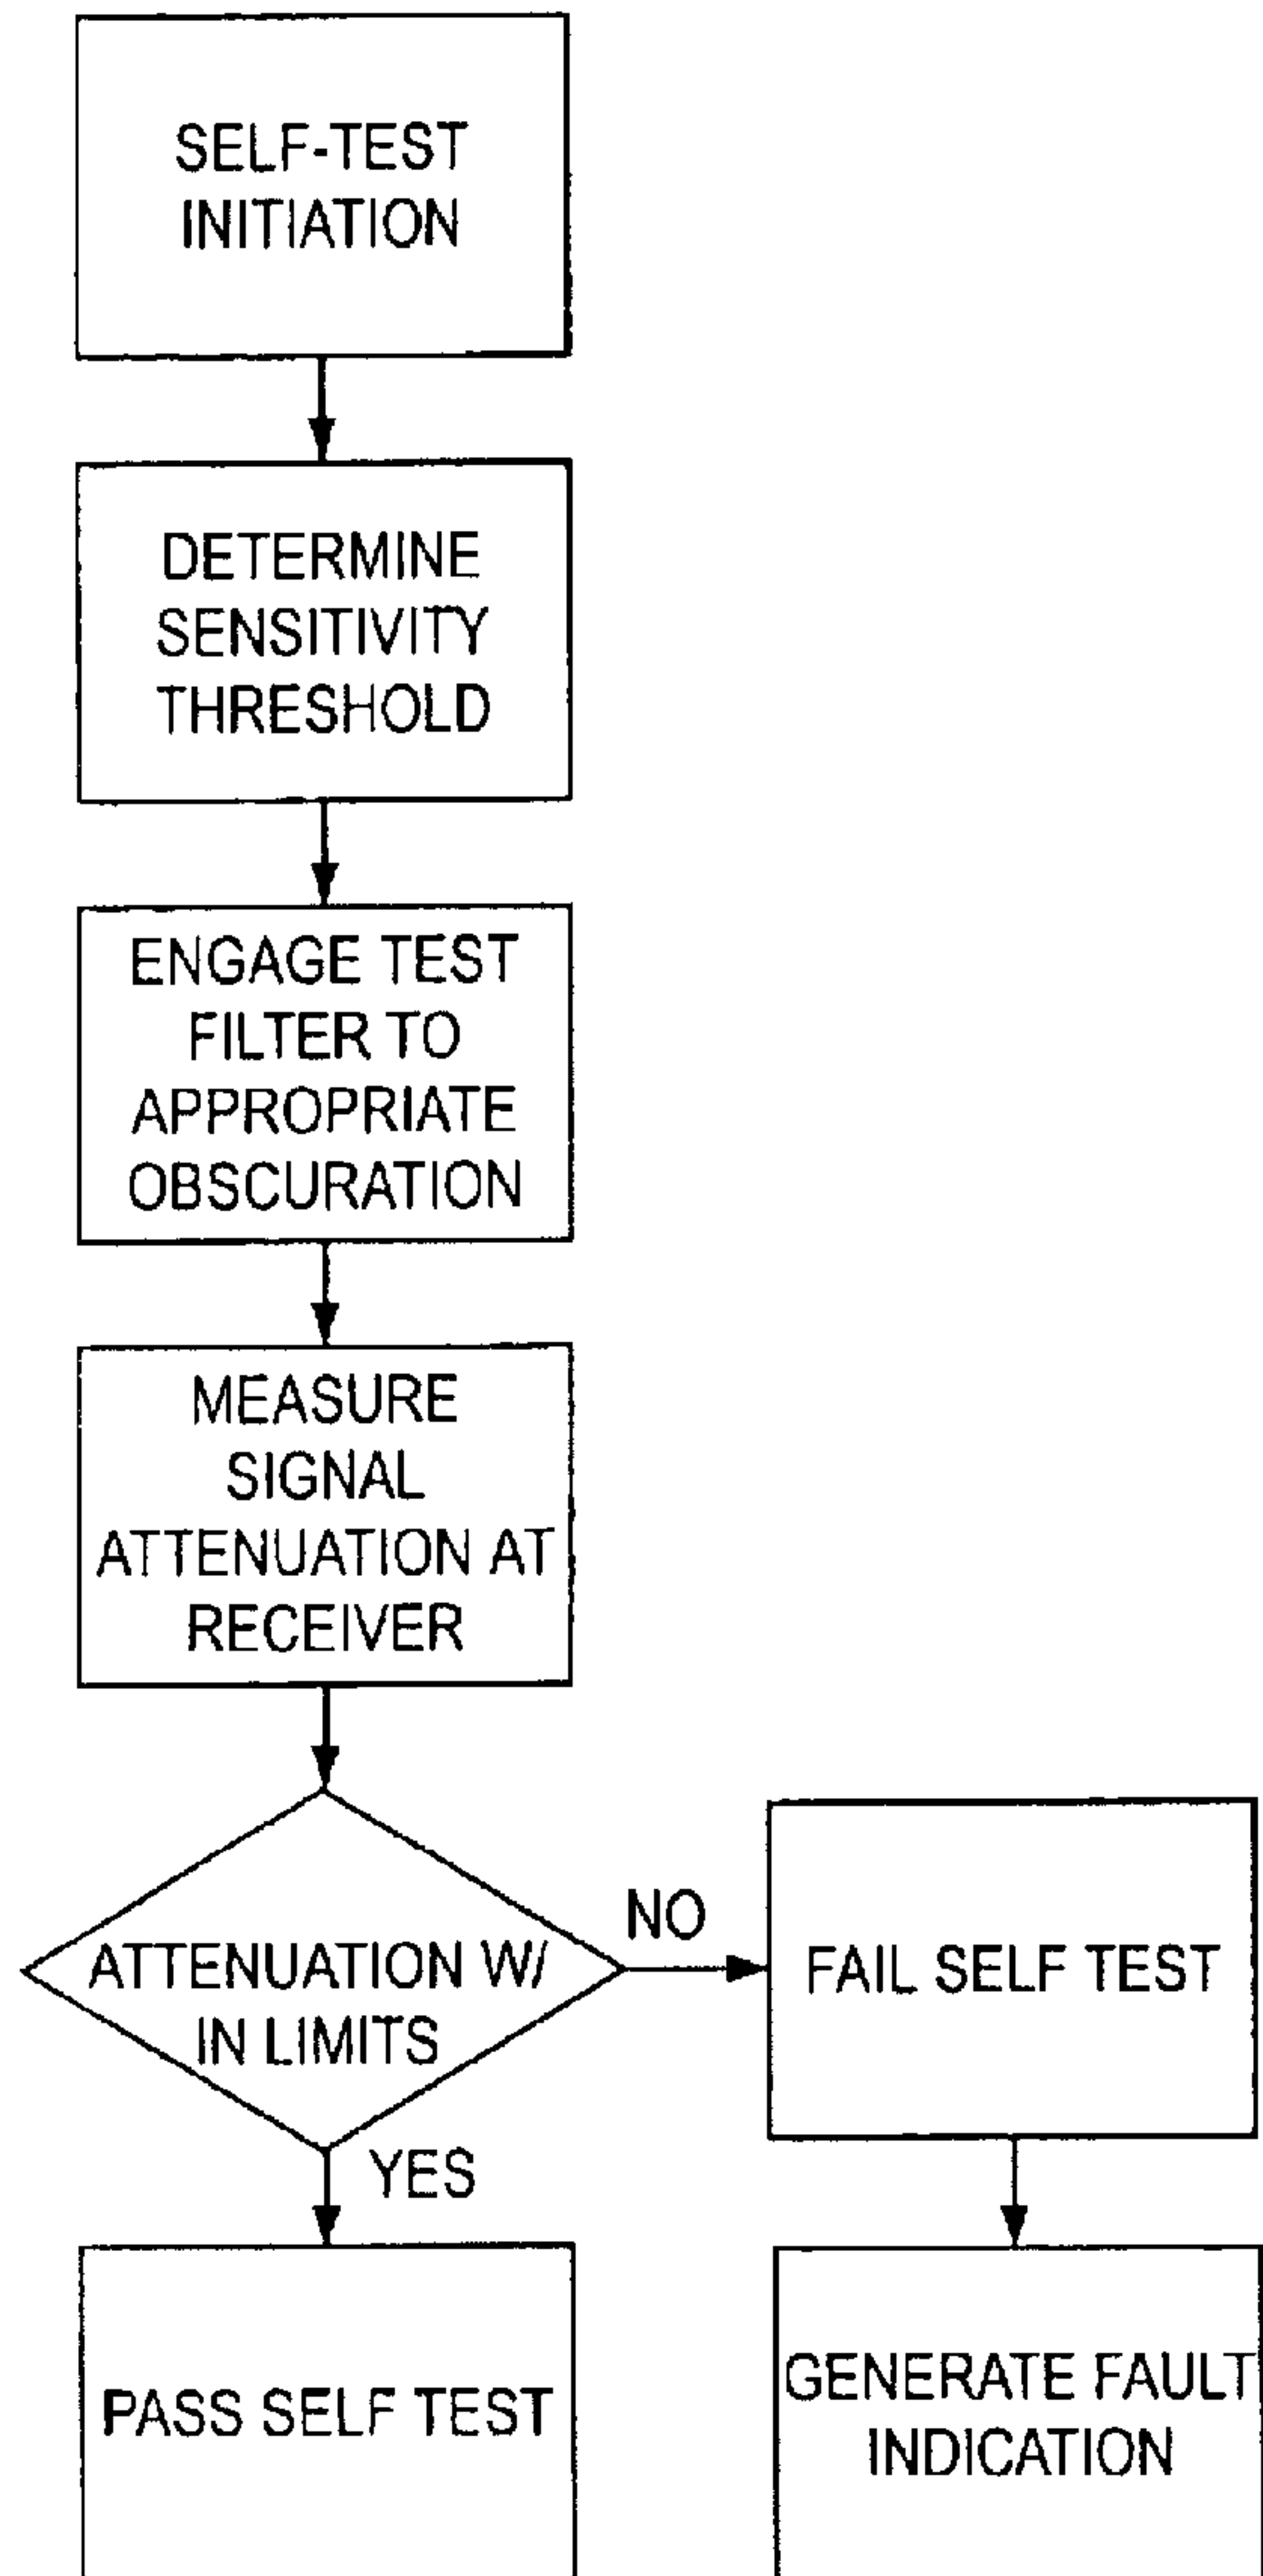 SELF-TEST
INITIATION
DETERMINE
SENSITIVITY
THRESHOLD
ENGAGE TEST
FILTER TO
APPROPRIATE
OBSCURATION
MEASURE
SIGNAL
ATTENUATION AT
RECEIVER
ATTENUATION W/
IN LIMITS
NO
FAIL SELF TEST
YES
PASS SELF TEST
GENERATE FAULT
INDICATION